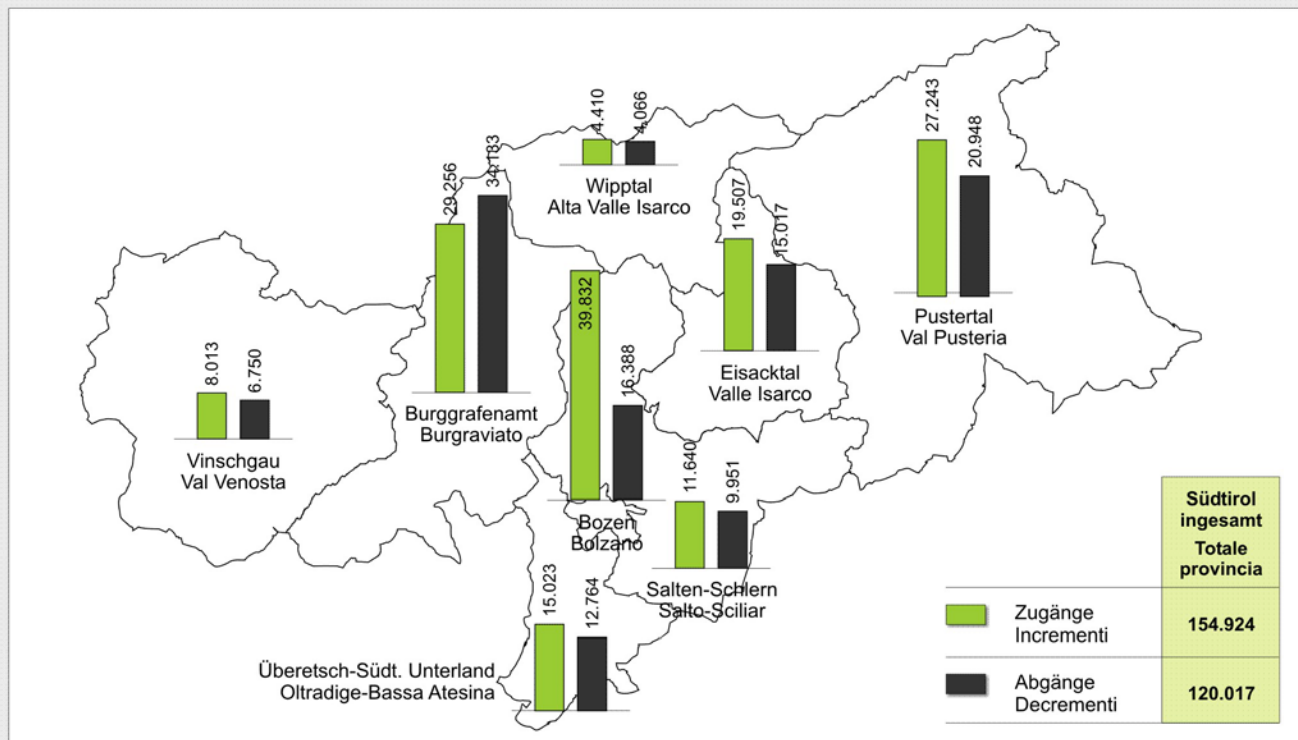 4.410
4.066
Wipptal
Alta Valle Isarco
27.243
20.948
Pustertal
Val Pusteria
29.256
34.133
Burggrafenamt
Burgraviato
19.507
15.017
Eisacktal
Valle Isarco
8.013
6.750
Vinschgau
Val Venosta
39.832
16.388
Bozen
Bolzano
11.640
9.951
Salten-Schlern
Salto-Sciliar
15.023
12.764
Überetsch-Südt. Unterland
Oltradige-Bassa Atesina
Südtirol
ingesamt
Totale
provincia
Zugänge
Incrementi
154.924
Abgänge
Decrementi
120.017